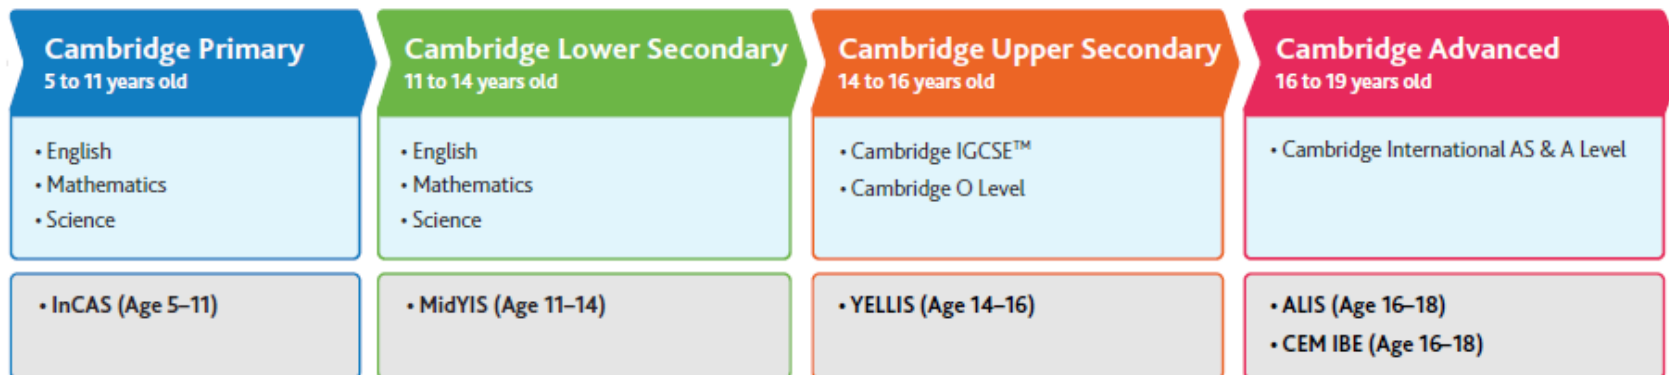 Cambridge Primary
5 to 11 years old
• English
• Mathematics
• Science
• InCAS (Age 5–11)
Cambridge Lower Secondary
11 to 14 years old
• English
• Mathematics
• Science
• MidYIS (Age 11–14)
Cambridge Upper Secondary
14 to 16 years old
• Cambridge IGCSE™
• Cambridge O Level
• YELLIS (Age 14–16)
Cambridge Advanced
16 to 19 years old
• Cambridge International AS & A Level
• ALIS (Age 16–18)
• CEM IBE (Age 16–18)